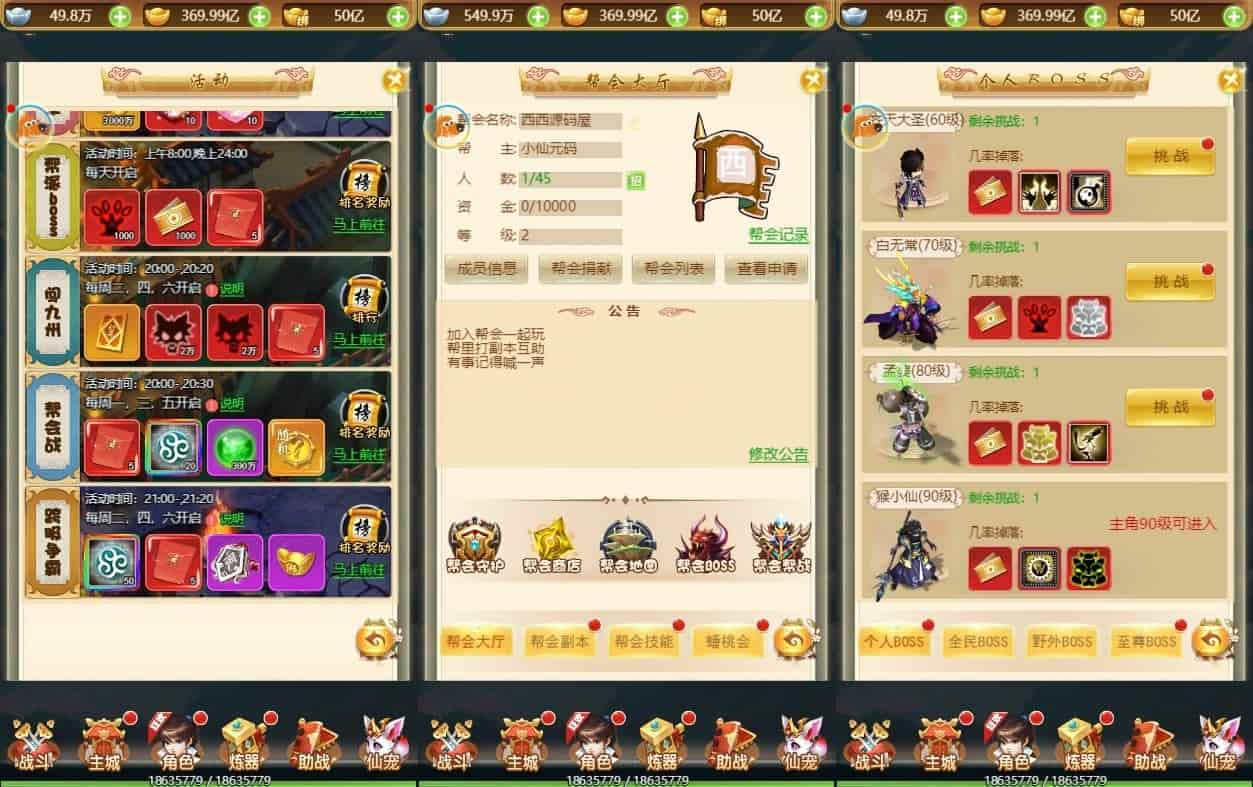 49.8万
369.99亿
50亿
活动
3000万
10
10
帮派boss
活动时间：上午8:00,晚上24:00
每天开启
1000
1000
5
榜
排名奖励
马上前往
问九州
活动时间：20:00-,20:20
每周二，四，六开启
说明
2万
2万
5
榜
排行
马上前往
帮会战
活动时间：20:00-,20:30
每周一，三，五开启
说明
5
20
300万
随机
榜
排名奖励
马上前往
跨服争霸
活动时间：21:00-,21:20
每周二，四，六开启
说明
50
5
榜
排名奖励
马上前往
战斗
主城
角色
炼器
助战
仙宠
18635779 / 18635779
549.9万
369.99亿
50亿
帮会大厅
帮会名称: 西西源码屋
帮 主: 小仙元码
人 数: 1/45
招
资 金: 0/10000
等 级: 2
西
帮会记录
成员信息
帮会捐献
帮会列表
查看申请
公告
加入帮会一起玩
帮里打副本互助
有事记得喊一声
修改公告
帮会守护
帮会商店
帮会地图
帮会BOSS
帮会帮战
帮会大厅
帮会副本
帮会技能
蟠桃会
战斗
主城
角色
炼器
助战
仙宠
18635779 / 18635779
49.8万
369.99亿
50亿
个人BOSS
天大圣(60级)
剩余挑战：1
几率掉落:
挑战
白无常(70级)
剩余挑战：1
几率掉落:
挑战
孟婆(80级)
剩余挑战：1
几率掉落:
挑战
猴小仙(90级)
剩余挑战：1
几率掉落:
主角90级可进入
个人BOSS
全民BOSS
野外BOSS
至尊BOSS
战斗
主城
角色
炼器
助战
仙宠
18635779 / 18635779